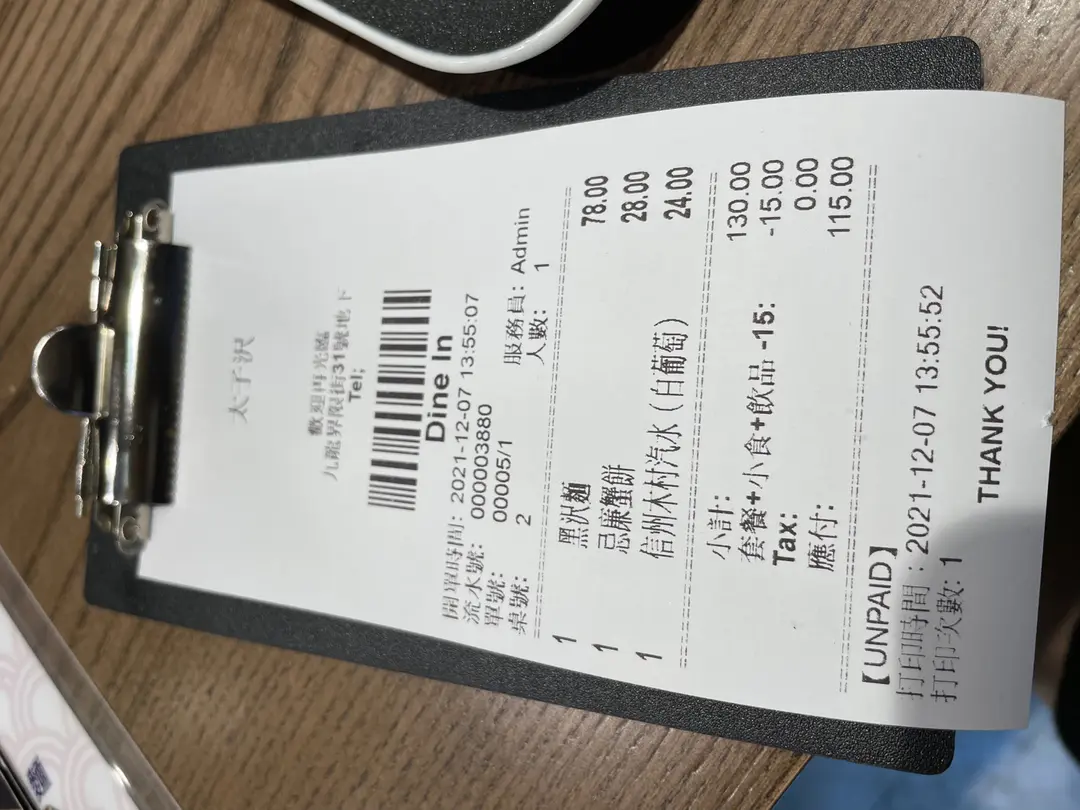 太子沢
歡迎再光臨
九龍界限街31號地下
Tel;
Dine In
開單時間: 2021-12-07 13:55:07
流水號: 000003880
單號: 00005/1 服務員: Admin
桌號: 2 人數: 1
1 黑沢麵 78.00
1 忌廉蟹餅 28.00
1 信州木村汽水（白葡萄） 24.00
小計: 130.00
套餐+小食+飲品 -15: -15.00
Tax: 0.00
應付: 115.00
【UNPAID】
打印時間：2021-12-07 13:55:52
打印次數: 1
THANK YOU!